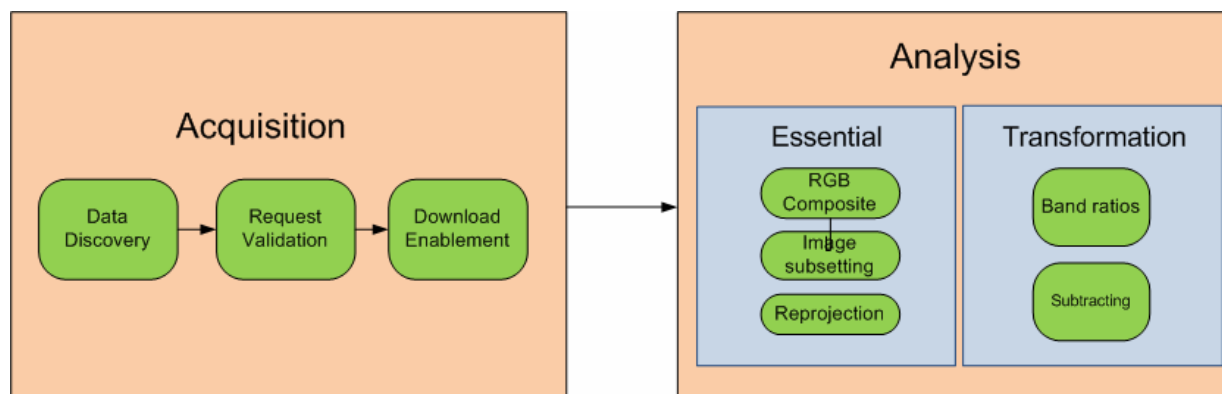 Acquisition
Data
Discovery
Request
Validation
Download
Enablement
Analysis
Essential
RGB
Composite
Image
subsetting
Reprojection
Transformation
Band ratios
Subtracting